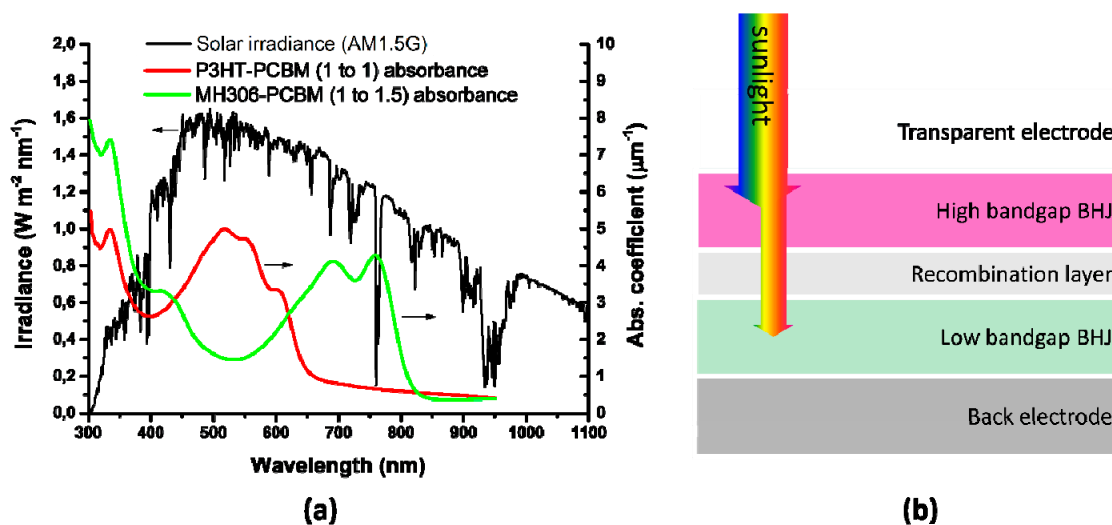 2,0
1,8
1,6
1,4
1,2
1,0
0,8
0,6
0,4
0,2
0,0
Irradiance (W m⁻² nm⁻¹)
Solar irradiance (AM1.5G)
P3HT-PCBM (1 to 1) absorbance
MH306-PCBM (1 to 1.5) absorbance
10
9
8
7
6
5
4
3
2
1
0
Abs. coefficient (μm⁻¹)
300 400 500 600 700 800 900 1000 1100
Wavelength (nm)
(a)
sunlight
Transparent electrode
High bandgap BHJ
Recombination layer
Low bandgap BHJ
Back electrode
(b)